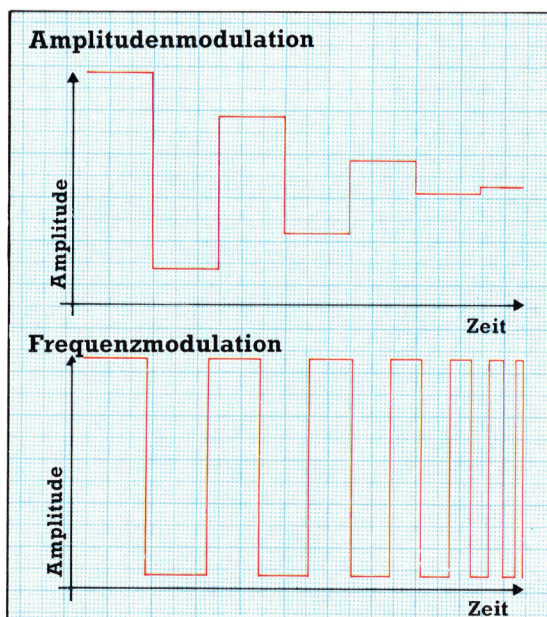 Amplitudenmodulation
Amplitude
Zeit
Frequenzmodulation
Amplitude
Zeit